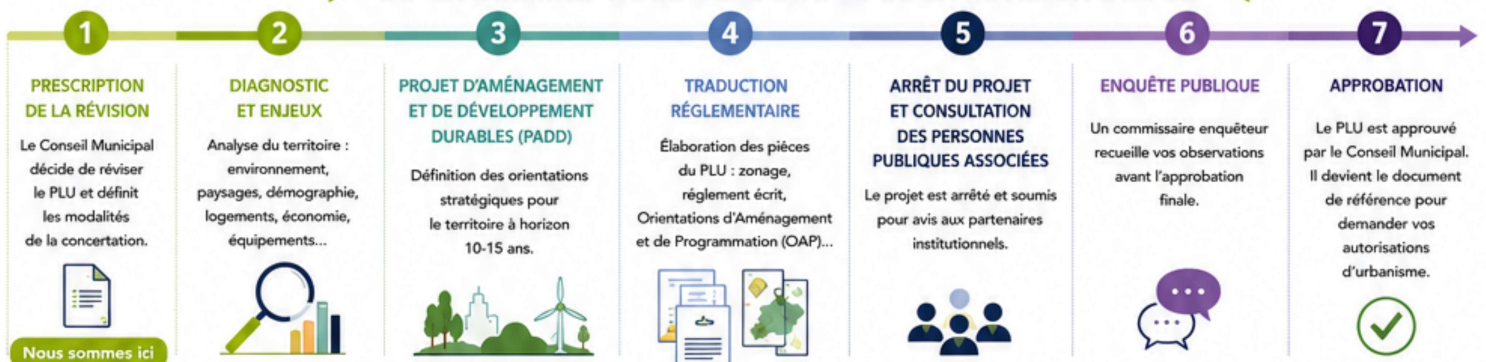 1
PRESCRIPTION
DE LA RÉVISION
Le Conseil Municipal
décide de réviser
le PLU et définit
les modalités
de la concertation.
Nous sommes ici
2
DIAGNOSTIC
ET ENJEUX
Analyse du territoire :
environnement,
paysages, démographie,
logements, économie,
équipements...
3
PROJET D'AMÉNAGEMENT
ET DE DÉVELOPPEMENT
DURABLES (PADD)
Définition des orientations
stratégiques pour
le territoire à horizon
10-15 ans.
4
TRADUCTION
RÉGLEMENTAIRE
Élaboration des pièces
du PLU : zonage,
réglement écrit,
Orientations d'Aménagement
et de Programmation (OAP)...
5
ARRÊT DU PROJET
ET CONSULTATION
DES PERSONNES
PUBLIQUES ASSOCIÉES
Le projet est arrêté et soumis
pour avis aux partenaires
institutionnels.
6
ENQUÊTE PUBLIQUE
Un commissaire enquêteur
recueille vos observations
avant l'approbation
finale.
7
APPROBATION
Le PLU est approuvé
par le Conseil Municipal.
Il devient le document
de référence pour
demander vos
autorisations
d'urbanisme.